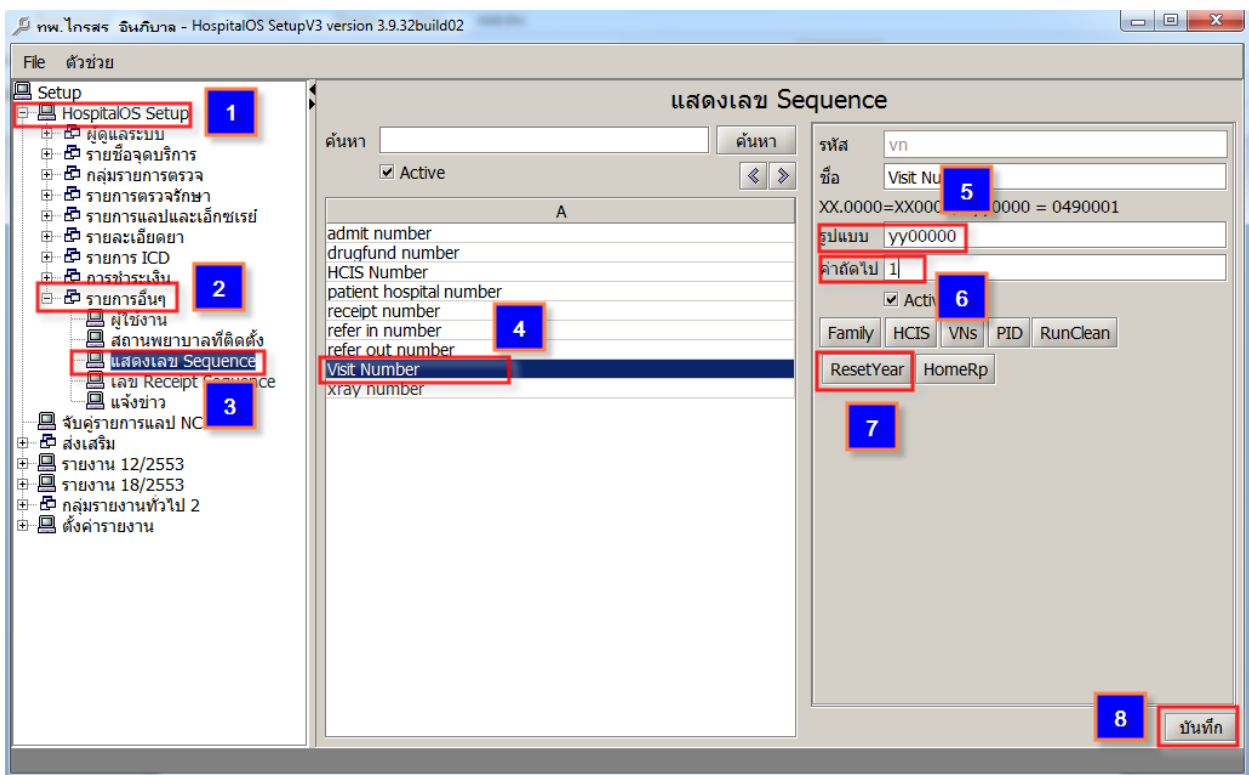 ทพ.ไกรสร จินภิบาล - HospitalOS SetupV3 version 3.9.32build02
File ตัวช่วย
Setup
HospitalOS Setup
1
ผู้ดูแลระบบ
รายชื่อจุดบริการ
กลุ่มรายการตรวจ
รายการตรวจรักษา
รายการแลปและเอ็กซเรย์
รายละเอียดยา
รายการ ICD
การชำระเงิน
รายการอื่นๆ
2
ผู้ใช้งาน
สถานพยาบาลที่ติดตั้ง
แสดงเลข Sequence
เลข Receipt Sequence
แจ้งข่าว
3
จับคู่รายการแลป NC
ส่งเสริม
รายงาน 12/2553
รายงาน 18/2553
กลุ่มรายงานทั่วไป 2
ตั้งค่ารายงาน
แสดงเลข Sequence
ค้นหา ค้นหา
Active
A
admit number
drugfund number
HCIS Number
patient hospital number
receipt number
refer in number
4
refer out number
Visit Number
xray number
รหัส vn
ชื่อ Visit Nu
5
XX.0000=XX000 0000 = 0490001
รูปแบบ yy00000
ค่าถัดไป 1
Activ
6
Family HCIS VNs PID RunClean
ResetYear HomeRp
7
8
บันทึก